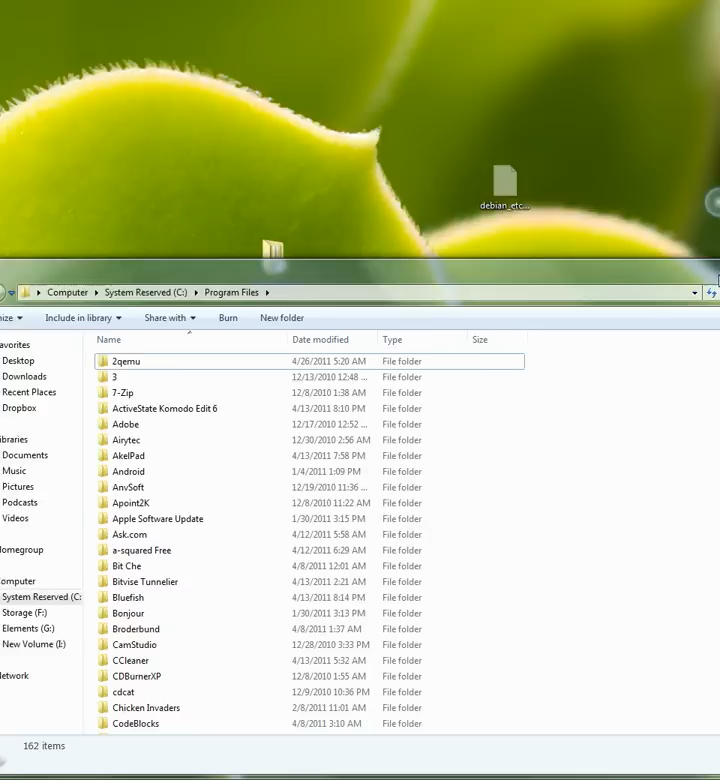 debian_etc...
Computer System Reserved (C:) Program Files
ize Include in library Share with Burn New folder
Name Date modified Type Size
avorites
Desktop
Downloads
Recent Places
Dropbox
ibraries
Documents
Music
Pictures
Podcasts
Videos
omegroup
omputer
System Reserved (C:
Storage (F:)
Elements (G:)
New Volume (I:)
etwork
2qemu 4/26/2011 5:20 AM File folder
3 12/13/2010 12:48 ... File folder
7-Zip 12/8/2010 1:38 AM File folder
ActiveState Komodo Edit 6 4/13/2011 8:10 PM File folder
Adobe 12/17/2010 12:52 ... File folder
Airytec 12/30/2010 2:56 AM File folder
AkelPad 4/13/2011 7:58 PM File folder
Android 1/4/2011 1:09 PM File folder
AnvSoft 12/19/2010 11:36 ... File folder
Apoint2K 12/8/2010 11:22 AM File folder
Apple Software Update 1/30/2011 3:15 PM File folder
Ask.com 4/12/2011 5:58 AM File folder
a-squared Free 4/12/2011 6:29 AM File folder
Bit Che 4/8/2011 12:01 AM File folder
Bitvise Tunnelier 4/13/2011 2:21 AM File folder
Bluefish 4/13/2011 8:14 PM File folder
Bonjour 1/30/2011 3:13 PM File folder
Broderbund 4/8/2011 1:37 AM File folder
CamStudio 12/28/2010 3:33 PM File folder
CCleaner 4/13/2011 5:32 AM File folder
CDBurnerXP 12/8/2010 1:55 AM File folder
cdcat 12/9/2010 10:36 PM File folder
Chicken Invaders 2/8/2011 11:01 AM File folder
CodeBlocks 4/8/2011 3:10 AM File folder
162 items